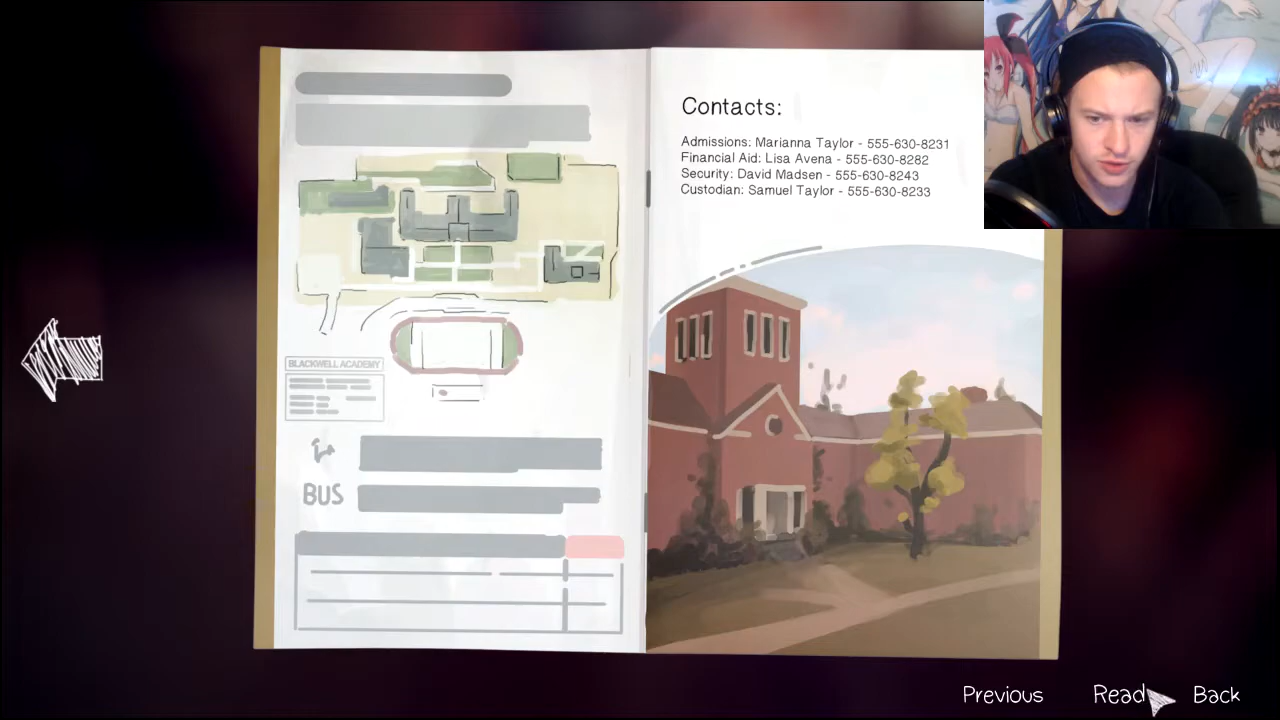 Contacts:
Admissions: Marianna Taylor - 555-630-8231
Financial Aid: Lisa Avena - 555-630-8282
Security: David Madsen - 555-630-8243
Custodian: Samuel Taylor - 555-630-8233
BLACKWELL ACADEMY
BUS
Previous
Read
Back